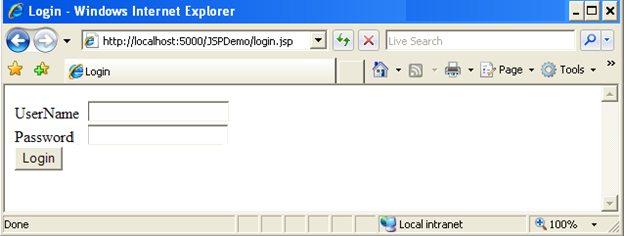 Login - Windows Internet Explorer
http://localhost:5000/JSPDemo/login.jsp Live Search
Login Page Tools »
UserName
Password
Login
Done Local intranet 100%